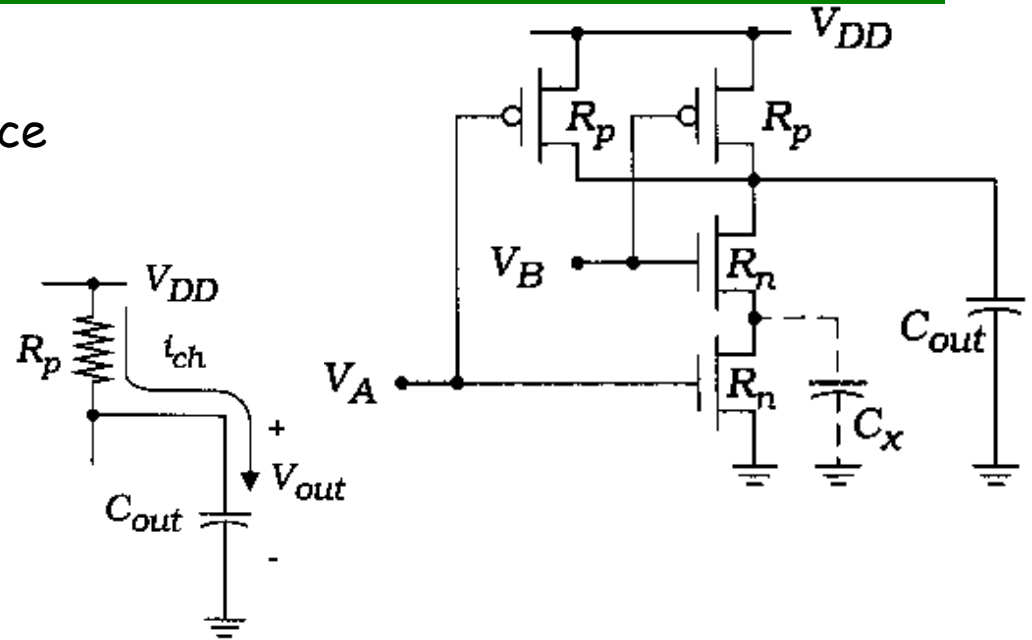 ce
V_DD
R_p
i_ch
+
V_out
C_out
-
V_DD
R_p
R_p
V_B
R_n
V_A
R_n
C_x
C_out